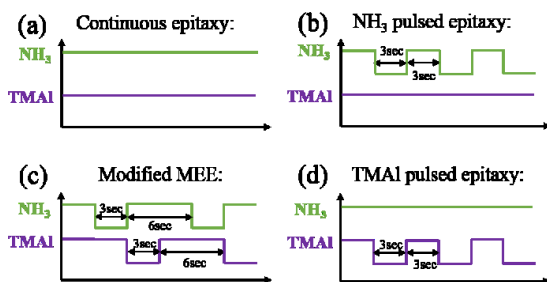 (a) Continuous epitaxy:
NH₃
TMAl
(b) NH₃ pulsed epitaxy:
NH₃
3sec
3sec
TMAl
(c) Modified MEE:
NH₃
3sec
6sec
TMAl
3sec
6sec
(d) TMAl pulsed epitaxy:
NH₃
TMAl
3sec
3sec